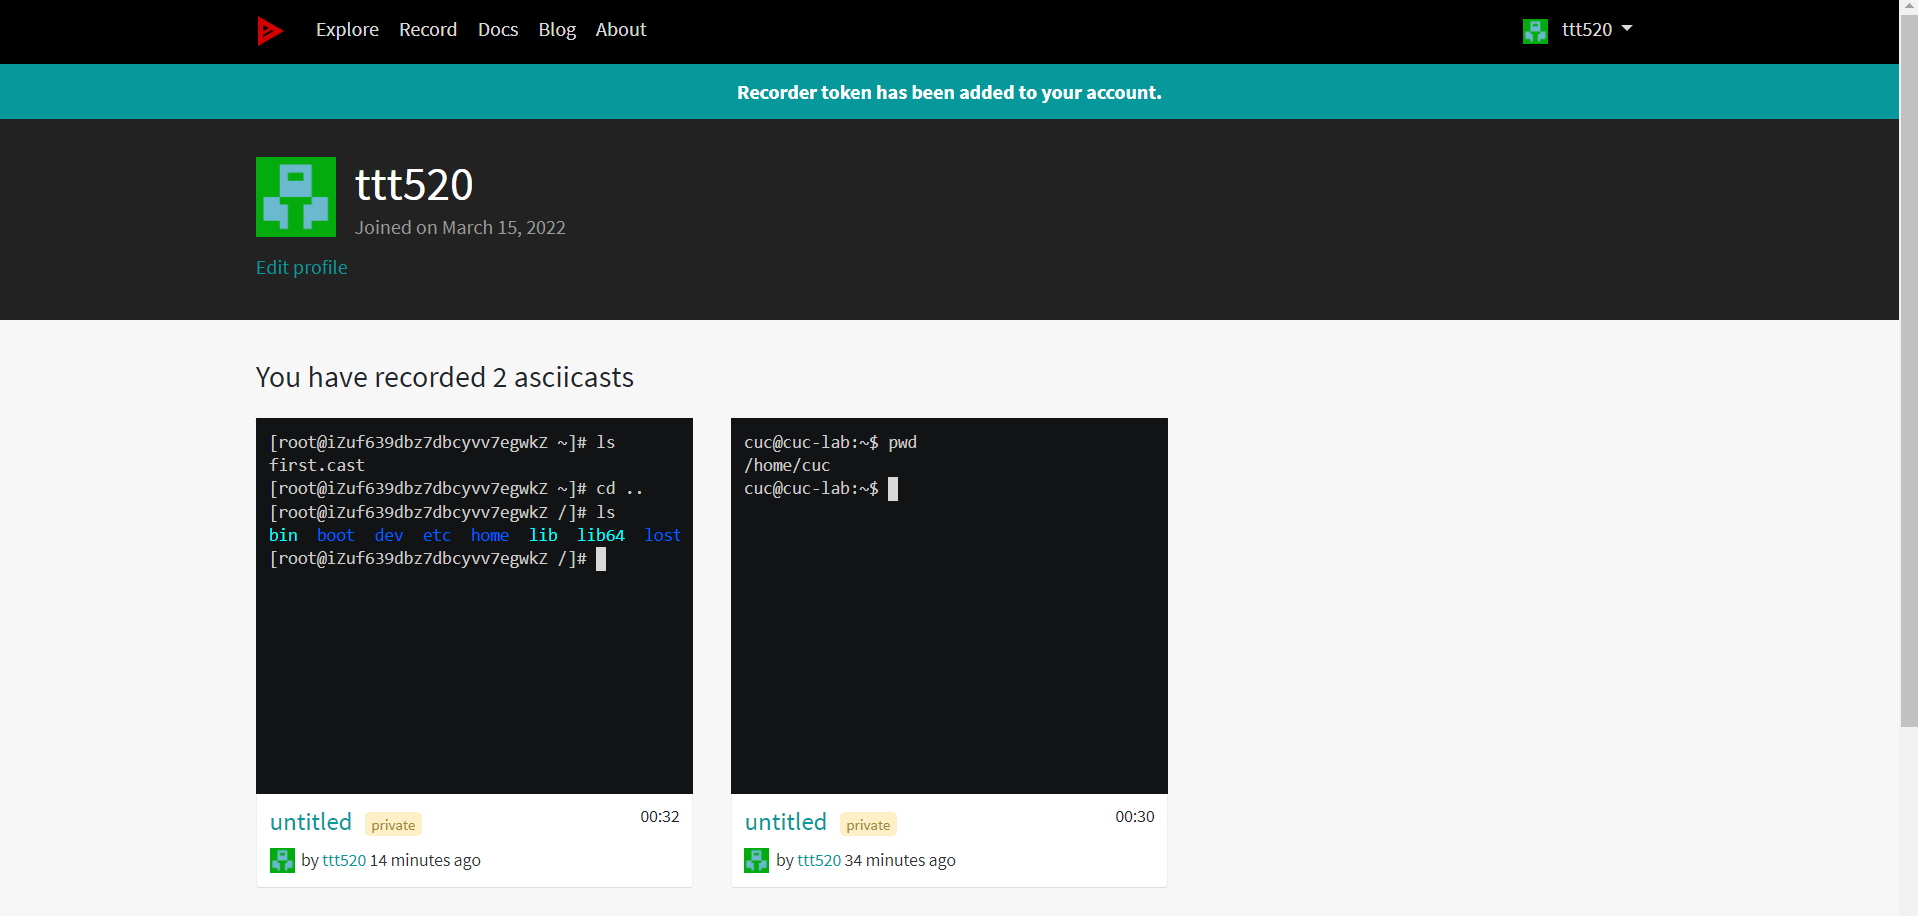 Explore Record Docs Blog About ttt520
Recorder token has been added to your account.
ttt520
Joined on March 15, 2022
Edit profile
You have recorded 2 asciicasts
[root@iZuf639dbz7dbcyvv7egwkZ ~]# ls
first.cast
[root@iZuf639dbz7dbcyvv7egwkZ ~]# cd ..
[root@iZuf639dbz7dbcyvv7egwkZ /]# ls
bin boot dev etc home lib lib64 lost
[root@iZuf639dbz7dbcyvv7egwkZ /]#
untitled private 00:32
by ttt520 14 minutes ago
cuc@cuc-lab:~$ pwd
/home/cuc
cuc@cuc-lab:~$
untitled private 00:30
by ttt520 34 minutes ago